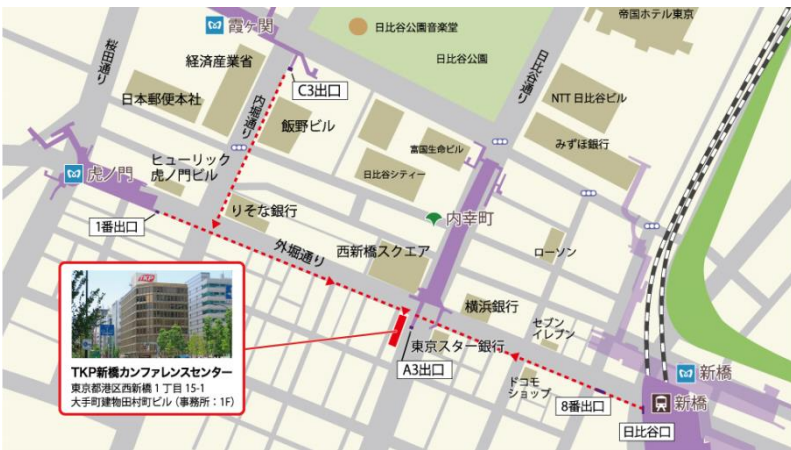 帝国ホテル東京
霞ヶ関
日比谷公園音楽堂
桜田通り
経済産業省
日比谷公園
日比谷通り
C3出口
内堀通り
日本郵便本社
NTT 日比谷ビル
飯野ビル
富国生命ビル
みずほ銀行
ヒューリック
虎ノ門ビル
虎ノ門
日比谷シティー
りそな銀行
内幸町
1番出口
外堀通り
西新橋スクエア
ローソン
横浜銀行
セブン
イレブン
東京スター銀行
A3出口
TKP
TKP新橋カンファレンスセンター
東京都港区西新橋1丁目15-1
大手町建物田村町ビル（事務所：1F）
ドコモ
ショップ
8番出口
新橋
新橋
日比谷口